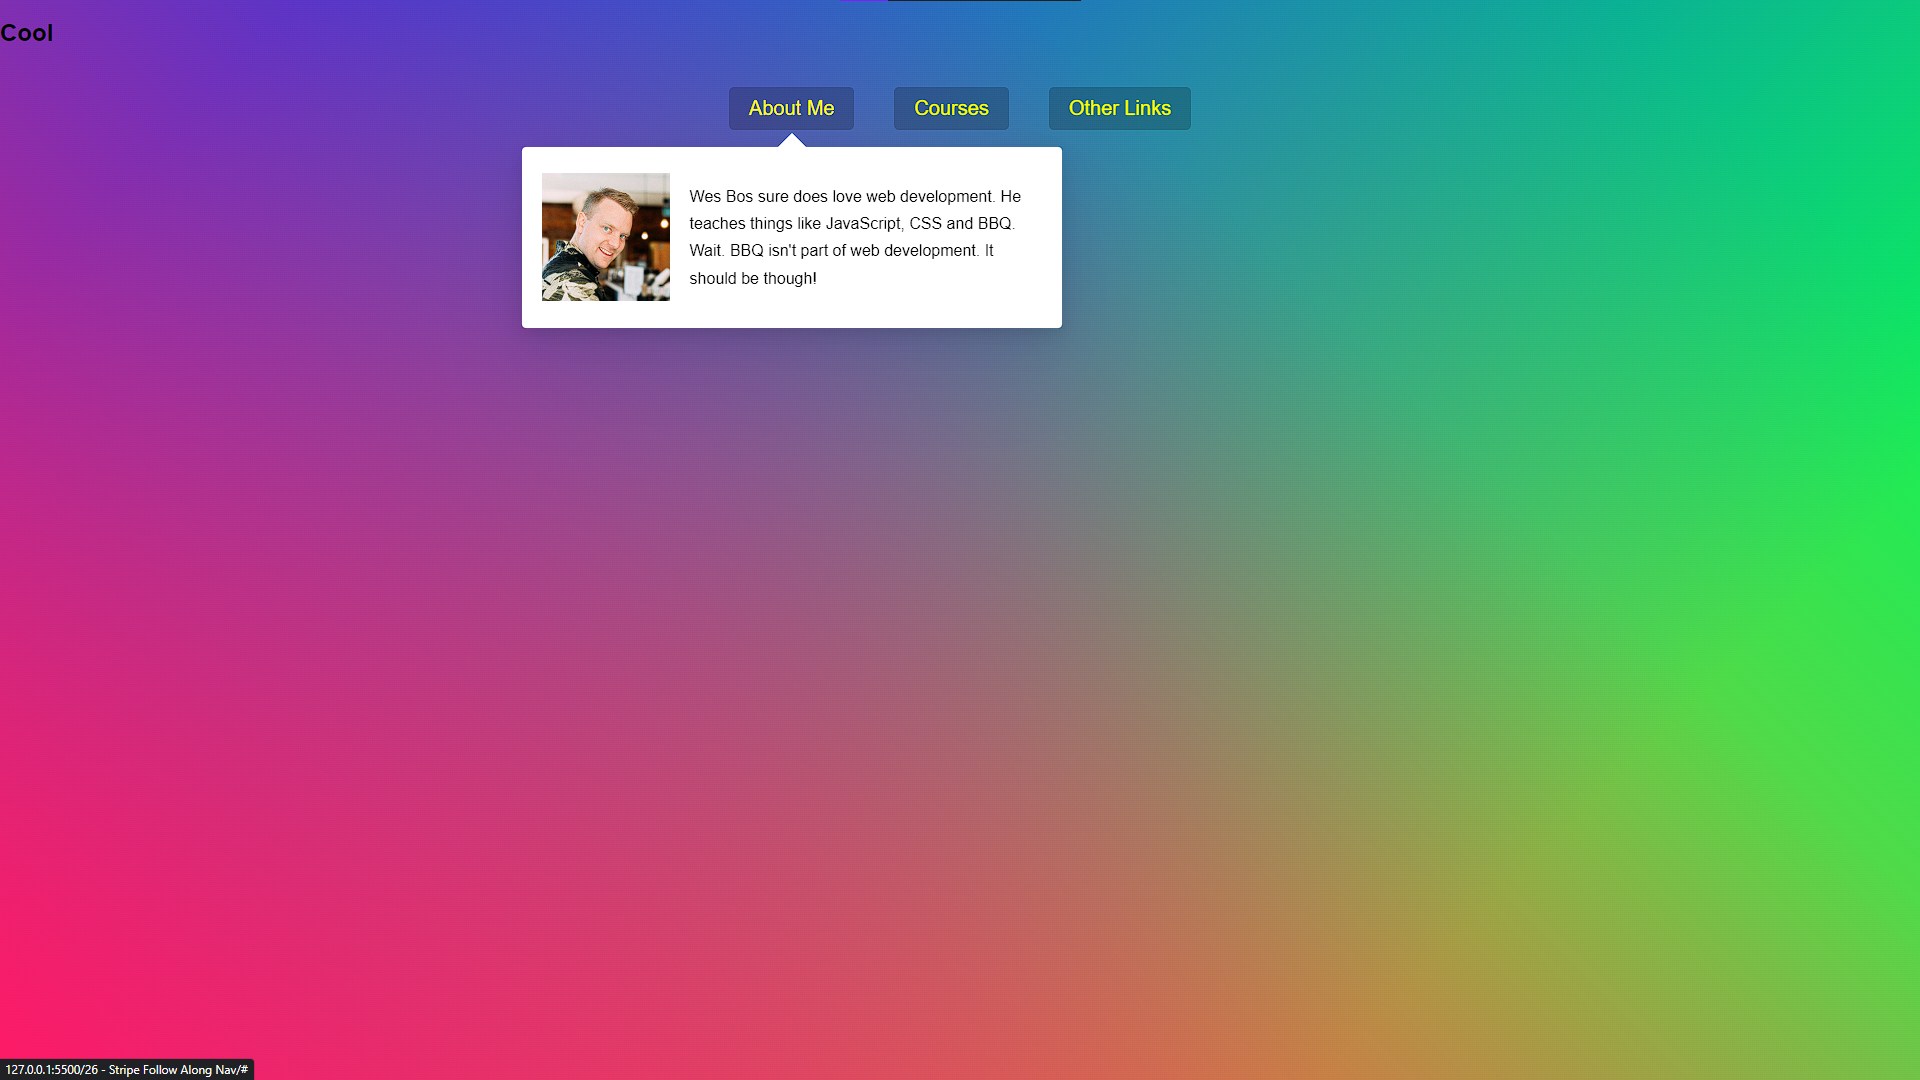 Cool
About Me
Courses
Other Links
Wes Bos sure does love web development. He
teaches things like JavaScript, CSS and BBQ.
Wait. BBQ isn't part of web development. It
should be though!
127.0.0.1:5500/26 - Stripe Follow Along Nav/#